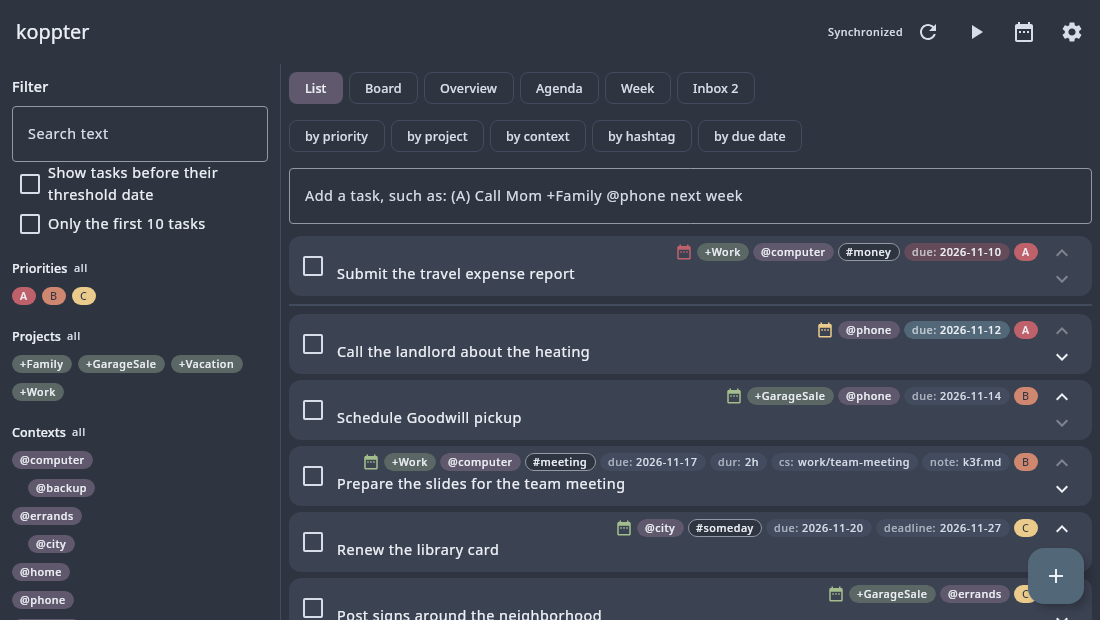 koppter
Synchronized
Filter
Search text
Show tasks before their
threshold date
Only the first 10 tasks
Priorities all
A B C
Projects all
+Family +GarageSale +Vacation
+Work
Contexts all
@computer
@backup
@errands
@city
@home
@phone
List Board Overview Agenda Week Inbox 2
by priority by project by context by hashtag by due date
Add a task, such as: (A) Call Mom +Family @phone next week
+Work @computer #money due: 2026-11-10 A
Submit the travel expense report
@phone due: 2026-11-12 A
Call the landlord about the heating
+GarageSale @phone due: 2026-11-14 B
Schedule Goodwill pickup
+Work @computer #meeting due: 2026-11-17 dur: 2h cs: work/team-meeting note: k3f.md B
Prepare the slides for the team meeting
@city #someday due: 2026-11-20 deadline: 2026-11-27 C
Renew the library card
+GarageSale @errands C
Post signs around the neighborhood